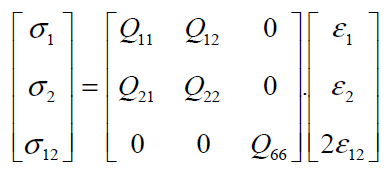 σ₁ Q₁₁ Q₁₂ 0 ε₁
σ₂ = Q₂₁ Q₂₂ 0 . ε₂
σ₁₂ 0 0 Q₆₆ 2ε₁₂